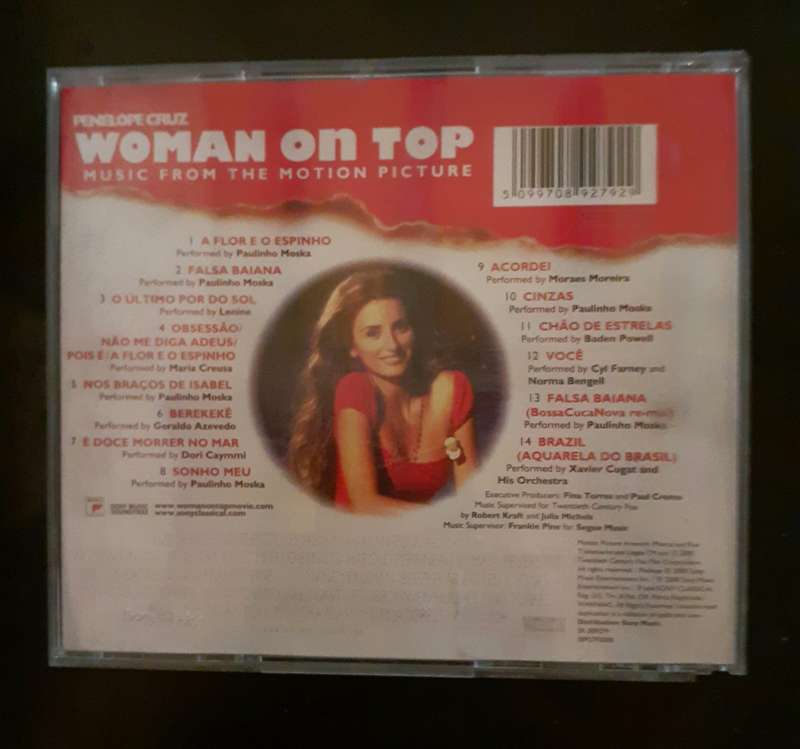 PENELOPE CRUZ
WOMAN on TOP
MUSIC FROM THE MOTION PICTURE
5 099708 927929
1 A FLOR E O ESPINHO
Performed by Paulinho Moska
2 FALSA BAIANA
Performed by Paulinho Moska
3 O ÚLTIMO POR DO SOL
Performed by Lenine
4 OBSESSÃO/
NÃO ME DIGA ADEUS/
POIS É/A FLOR E O ESPINHO
Performed by Maria Creusa
5 NOS BRAÇOS DE ISABEL
Performed by Paulinho Moska
6 BEREKEKÊ
Performed by Geraldo Azevedo
7 É DOCE MORRER NO MAR
Performed by Dori Caymmi
8 SONHO MEU
Performed by Paulinho Moska
www.womanontopmovie.com
www.sonyclassical.com
SONY MUSIC
SOUNDTRAX
9 ACORDEI
Performed by Moraes Moreira
10 CINZAS
Performed by Paulinho Moska
11 CHÃO DE ESTRELAS
Performed by Baden Powell
12 VOCÊ
Performed by Cyl Farney and
Norma Bengell
13 FALSA BAIANA
(BossaCucaNova re-mix)
Performed by Paulinho Moska
14 BRAZIL
(AQUARELA DO BRASIL)
Performed by Xavier Cugat and
His Orchestra
Executive Producers: Fina Torres and Paul Cremo
Music Supervised for Twentieth Century Fox
by Robert Kraft and Julia Michels
Music Supervisor: Frankie Pine for Segue Music
Distribution Sony Music